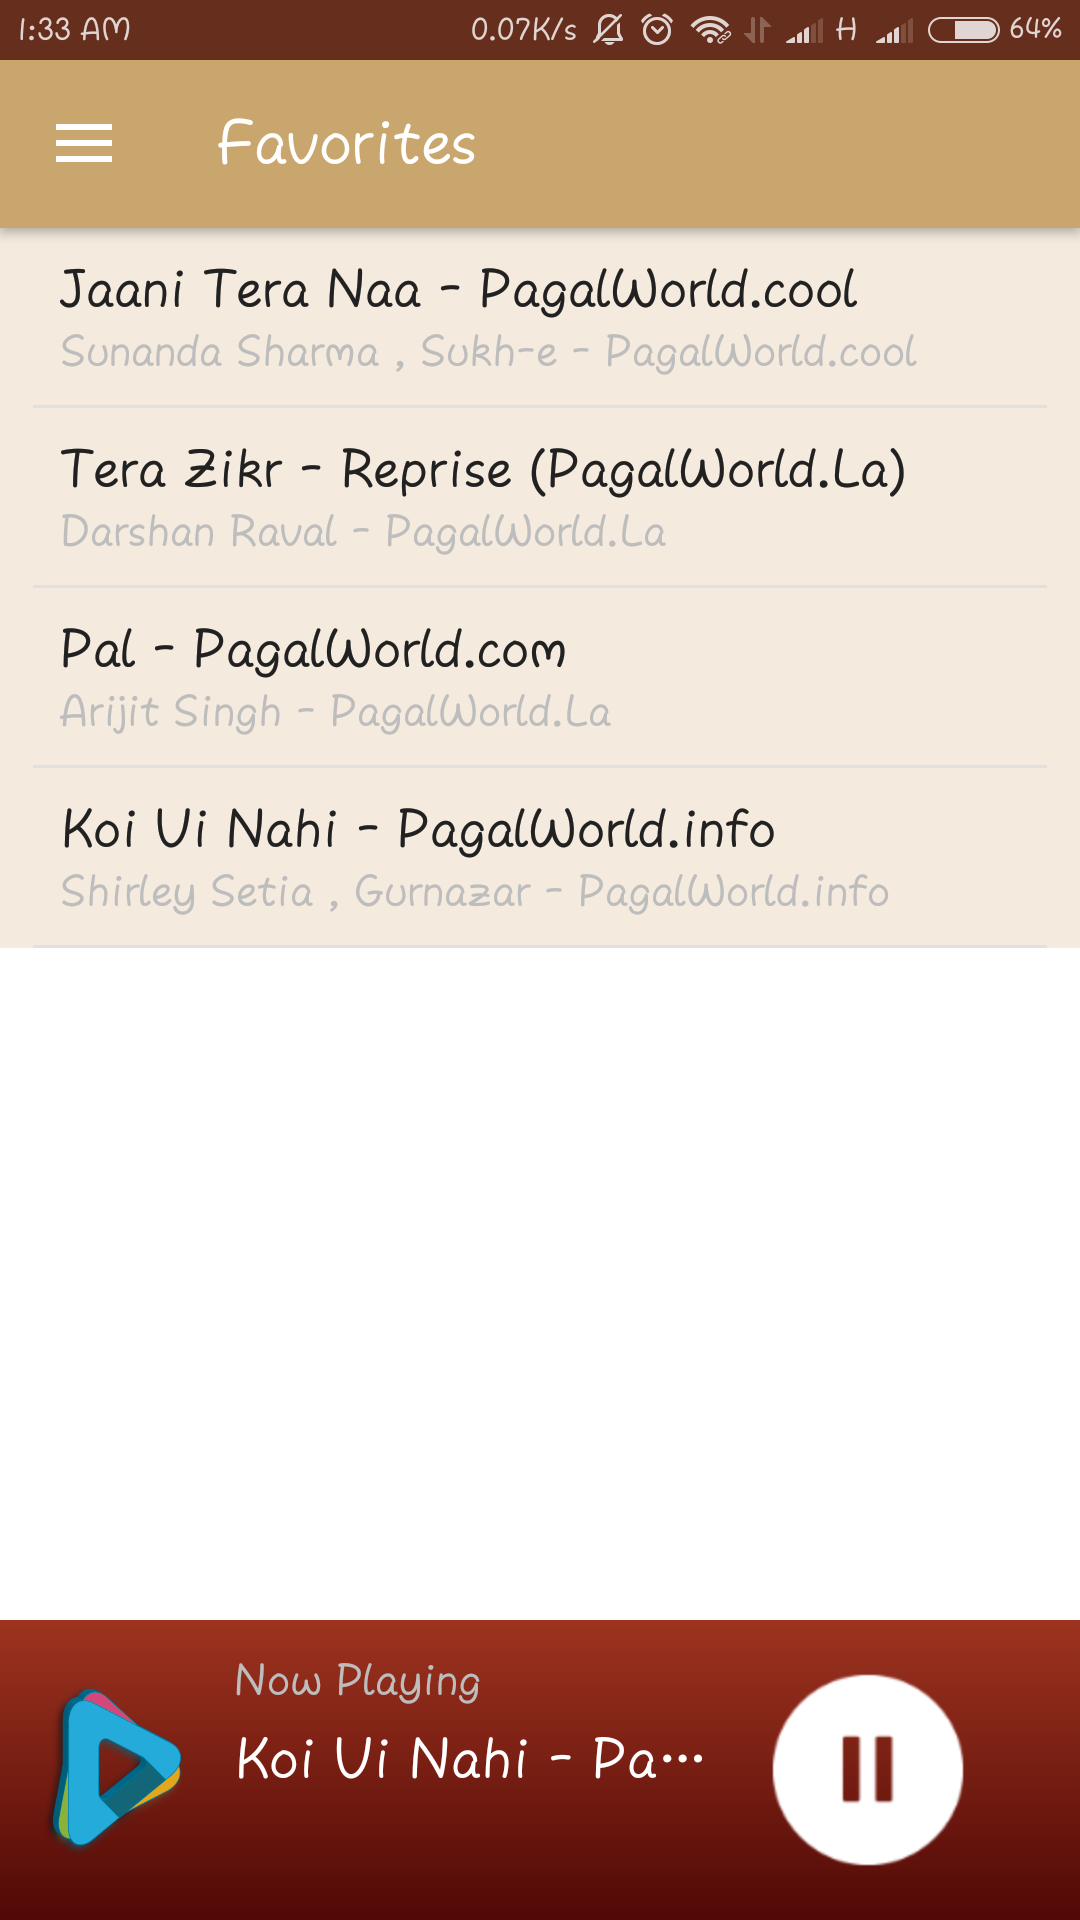 1:33 AM 0.07K/s H 64%
Favorites
Jaani Tera Naa - PagalWorld.cool
Sunanda Sharma , Sukh-e - PagalWorld.cool
Tera Zikr - Reprise (PagalWorld.La)
Darshan Raval - PagalWorld.La
Pal - PagalWorld.com
Arijit Singh - PagalWorld.La
Koi Vi Nahi - PagalWorld.info
Shirley Setia , Gurnazar - PagalWorld.info
Now Playing
Koi Vi Nahi - Pa...